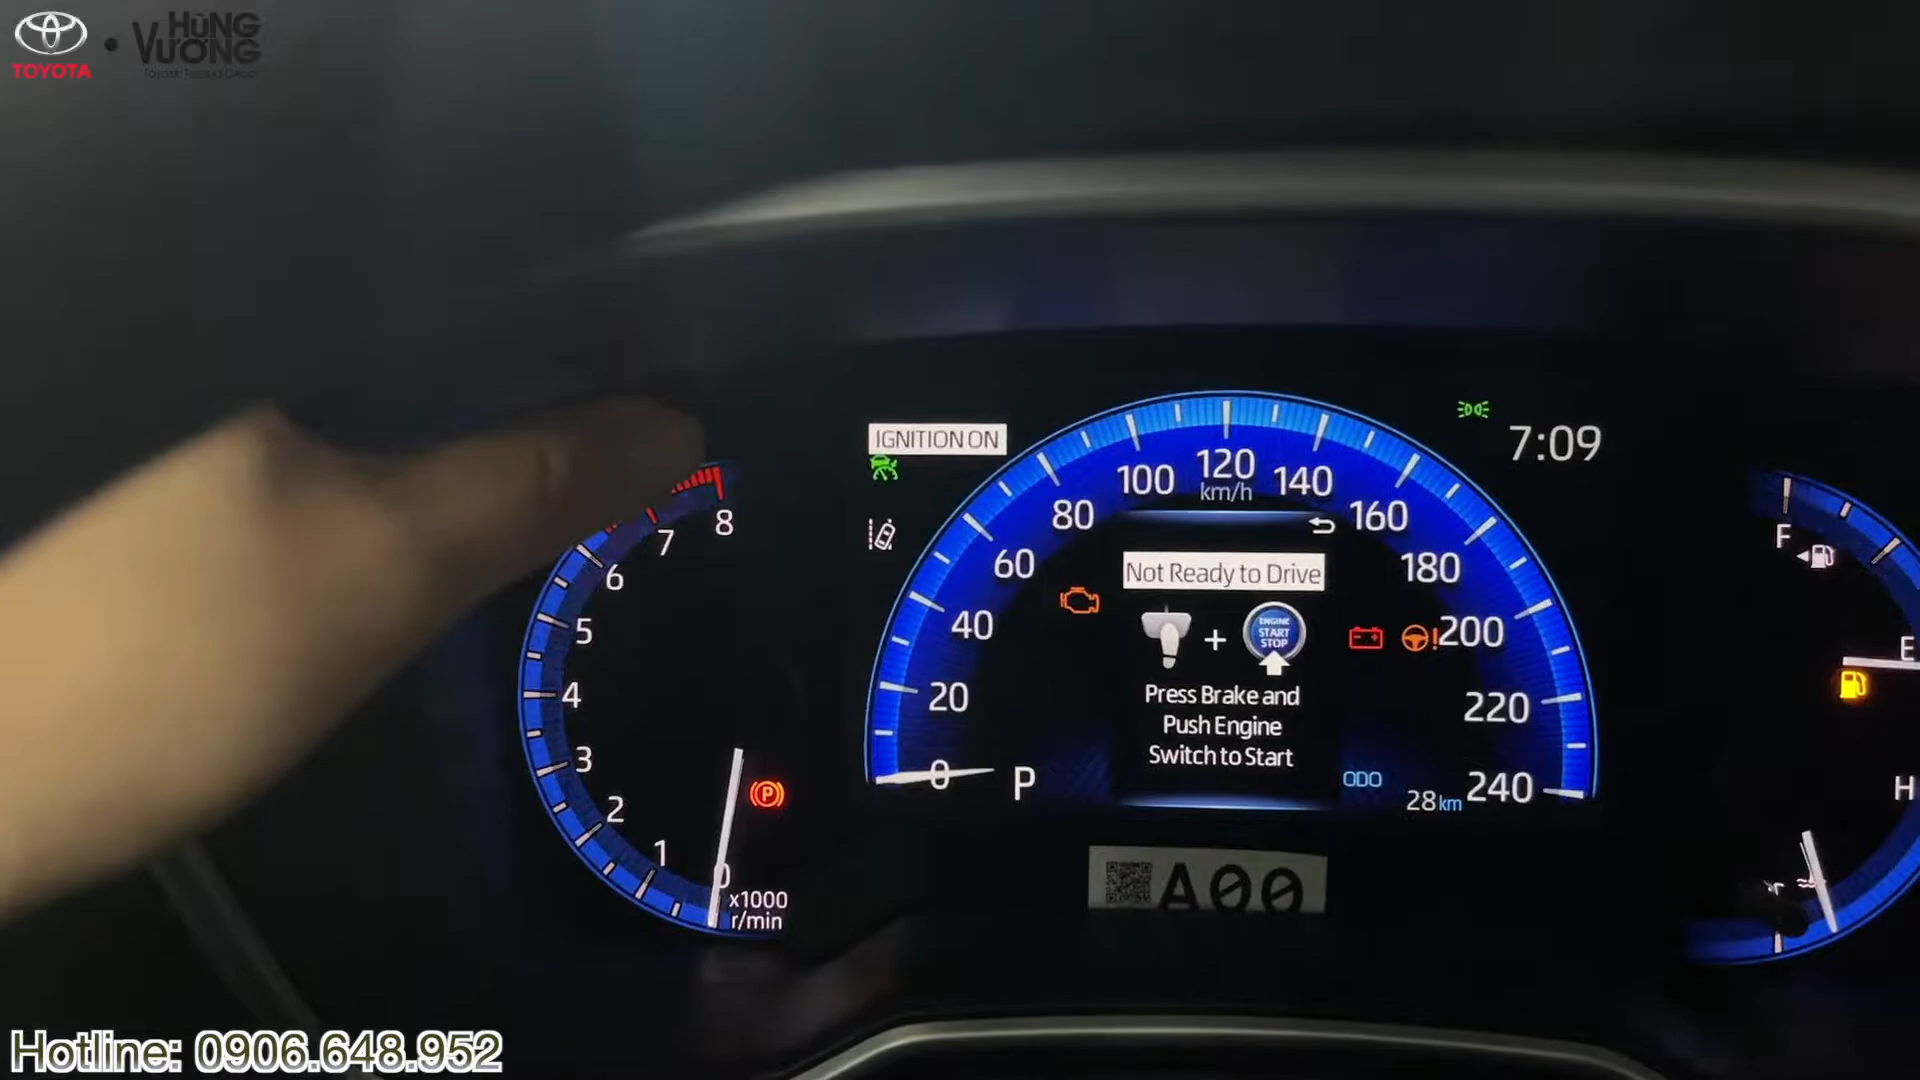 TOYOTA
HÙNG
VƯƠNG
IGNITION ON
7:09
0
20
40
60
80
100
120
km/h
140
160
180
200
220
240
Not Ready to Drive
+
ENGINE
START
STOP
Press Brake and
Push Engine
Switch to Start
P
ODO
28 km
8
7
6
5
4
3
2
1
0
x1000
r/min
P
F
E
H
A00
Hotline: 0906.648.952